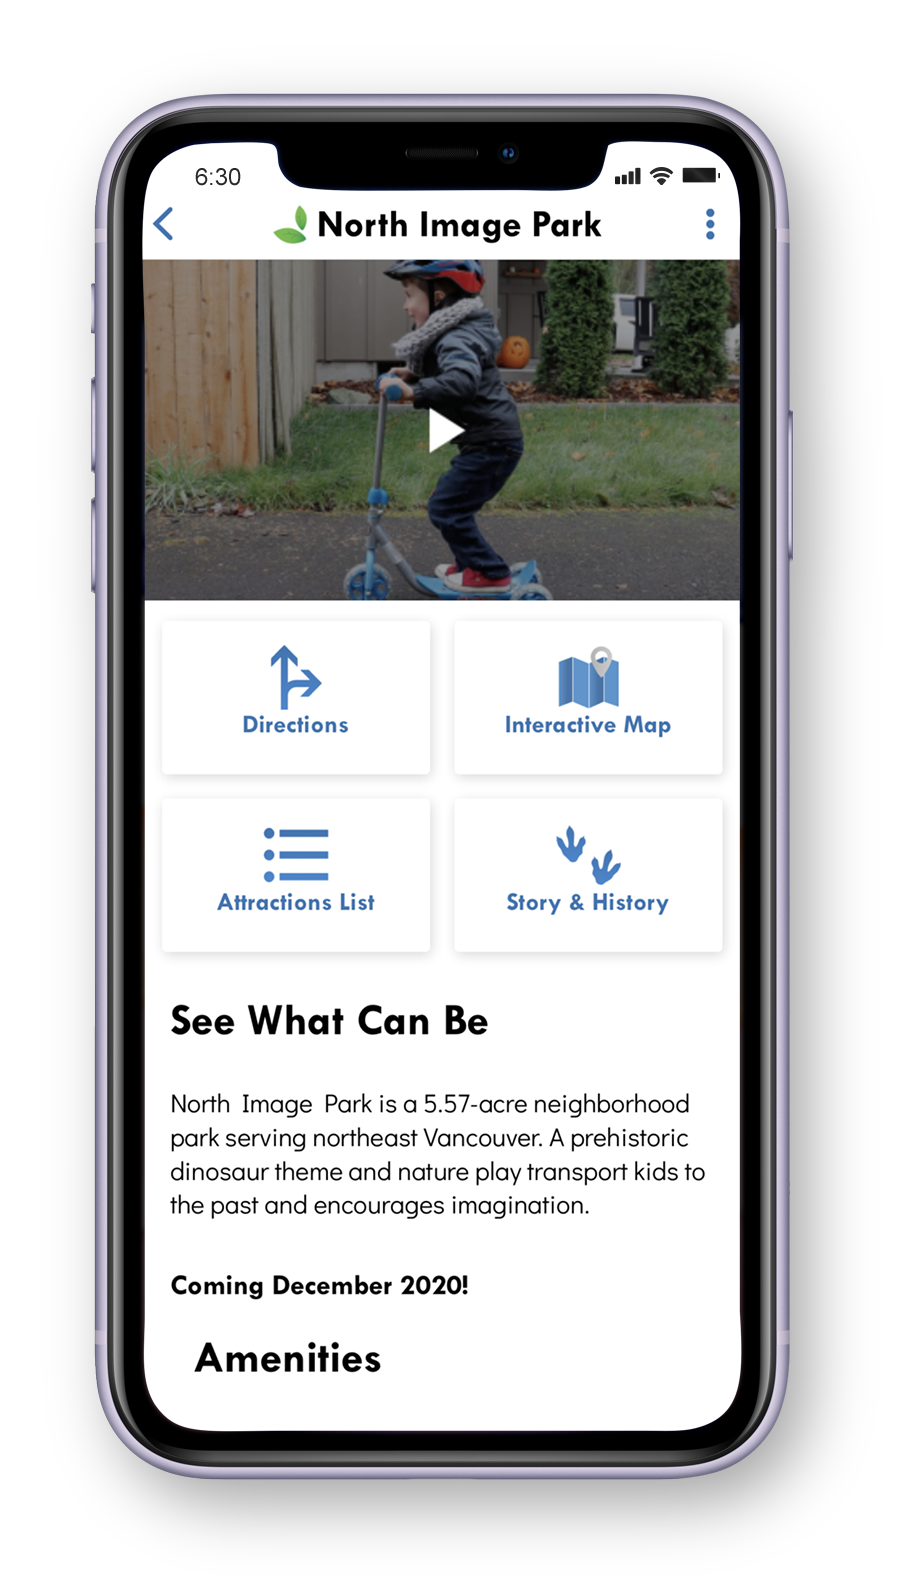 6:30
North Image Park
Directions
Interactive Map
Attractions List
Story & History
See What Can Be
North Image Park is a 5.57-acre neighborhood
park serving northeast Vancouver. A prehistoric
dinosaur theme and nature play transport kids to
the past and encourages imagination.
Coming December 2020!
Amenities